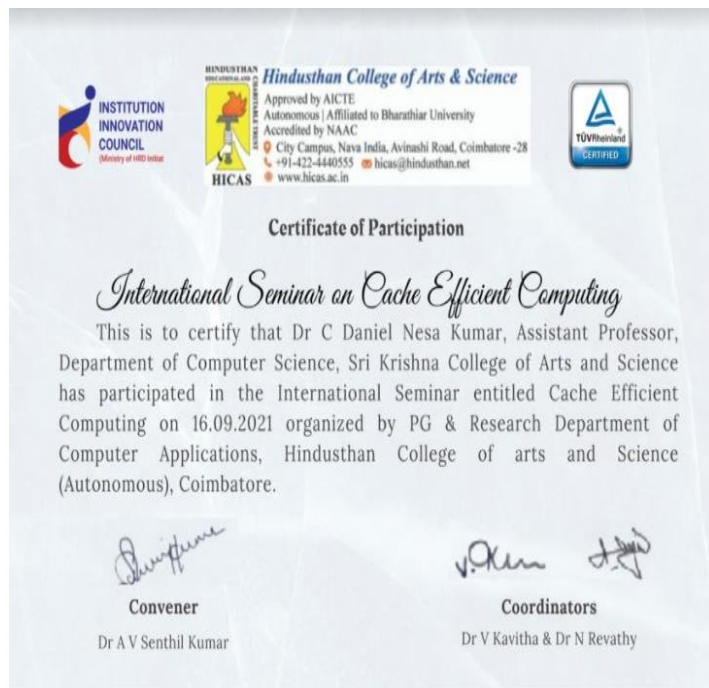 INSTITUTION
INNOVATION
COUNCIL
(Ministry of HRD Initiat
HINDUSTHAN
EDUCATIONAL AND
CHARITABLE TRUST
HICAS
Hindusthan College of Arts & Science
Approved by AICTE
Autonomous | Affiliated to Bharathiar University
Accredited by NAAC
City Campus, Nava India, Avinashi Road, Coimbatore -28
+91-422-4440555 hicas@hindusthan.net
www.hicas.ac.in
TÜVRheinland®
CERTIFIED
Certificate of Participation
International Seminar on Cache Efficient Computing
This is to certify that Dr C Daniel Nesa Kumar, Assistant Professor,
Department of Computer Science, Sri Krishna College of Arts and Science
has participated in the International Seminar entitled Cache Efficient
Computing on 16.09.2021 organized by PG & Research Department of
Computer Applications, Hindusthan College of arts and Science
(Autonomous), Coimbatore.
Convener
Dr A V Senthil Kumar
Coordinators
Dr V Kavitha & Dr N Revathy